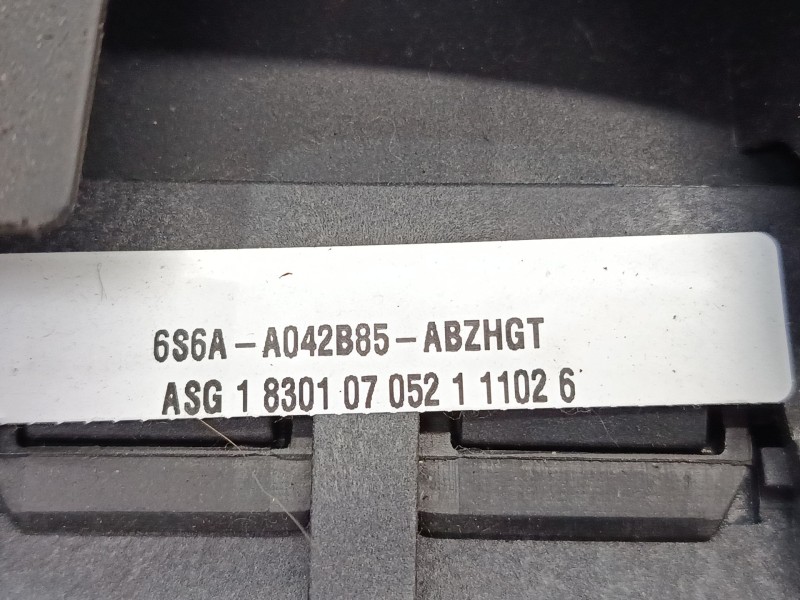 6S6A-A042B85-ABZHGT
ASG 1 8301 07 052 1 1102 6